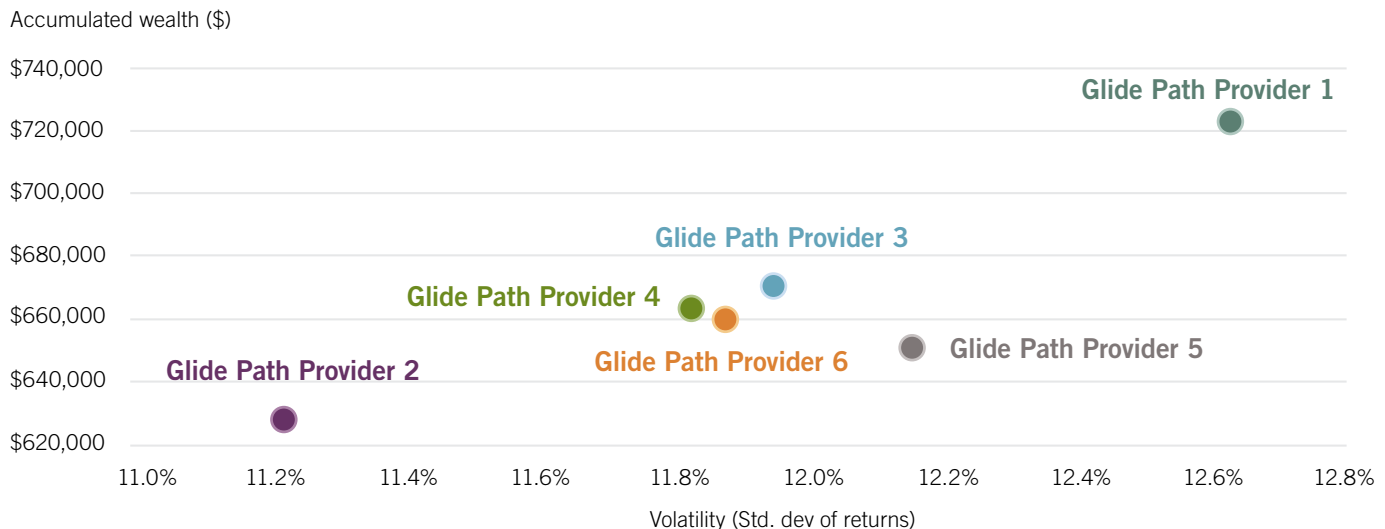 Accumulated wealth ($)
$740,000
Glide Path Provider 1
$720,000
$700,000
Glide Path Provider 3
$680,000
Glide Path Provider 4
$660,000
Glide Path Provider 6
Glide Path Provider 5
Glide Path Provider 2
$640,000
$620,000
11.0% 11.2% 11.4% 11.6% 11.8% 12.0% 12.2% 12.4% 12.6% 12.8%
Volatility (Std. dev of returns)